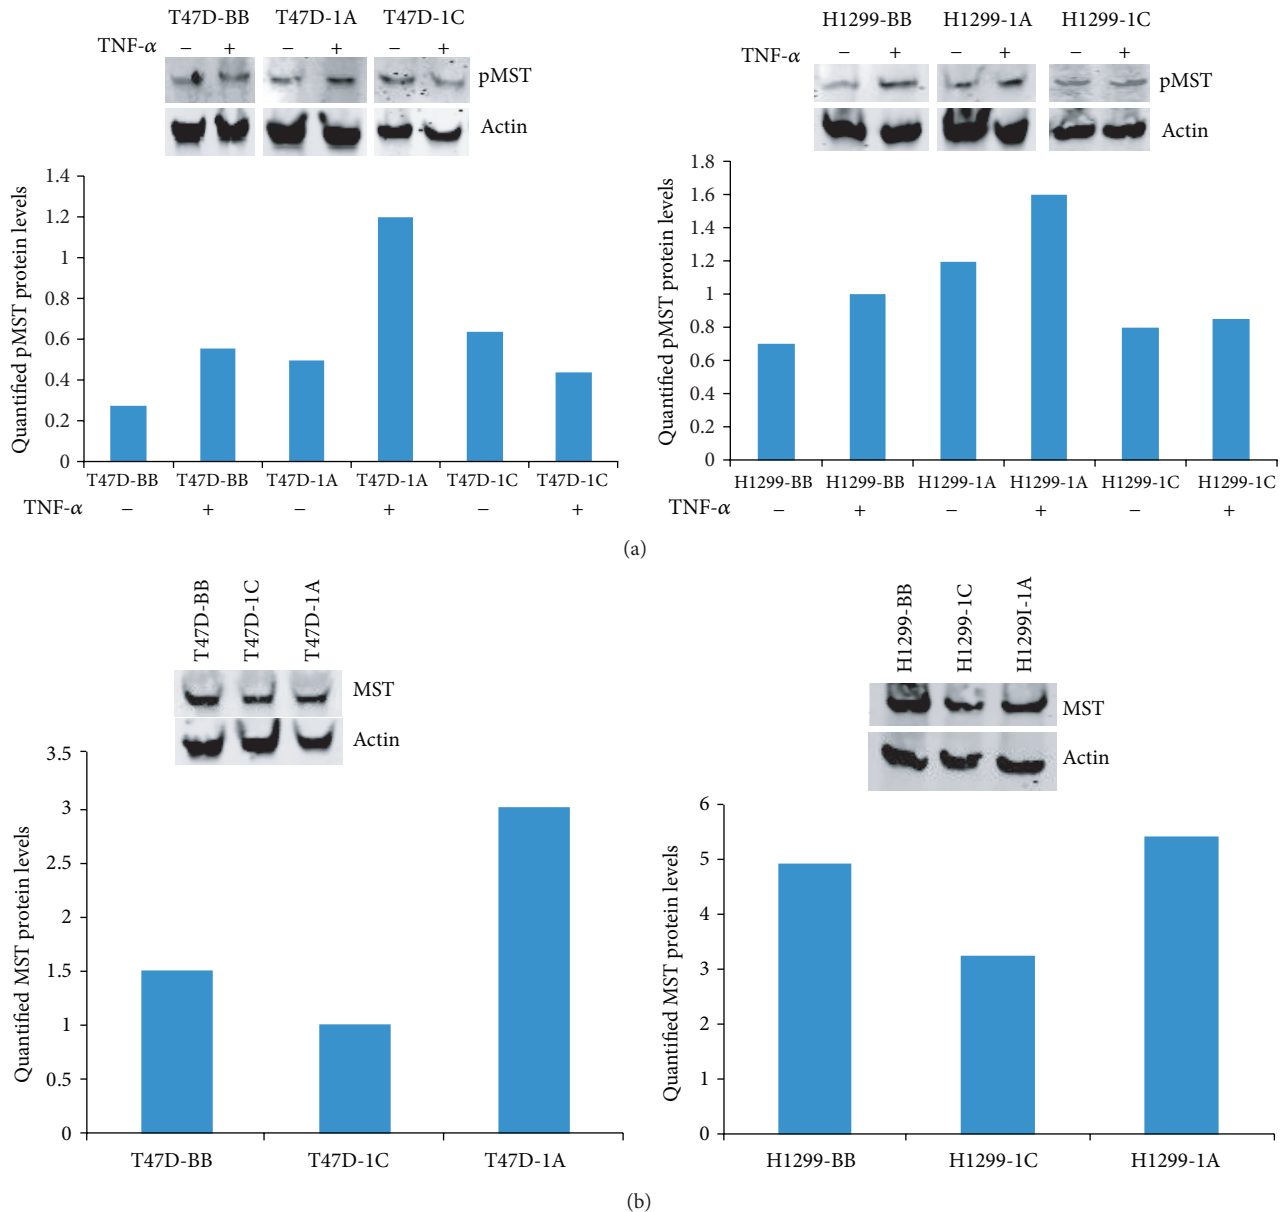 T47D-BB T47D-1A T47D-1C
TNF-α − + − + − +
pMST
Actin
Quantified pMST protein levels
1.4
1.2
1
0.8
0.6
0.4
0.2
0
T47D-BB T47D-BB T47D-1A T47D-1A T47D-1C T47D-1C
TNF-α − + − + − +
H1299-BB H1299-1A H1299-1C
TNF-α − + − + − +
pMST
Actin
Quantified pMST protein levels
1.8
1.6
1.4
1.2
1
0.8
0.6
0.4
0.2
0
H1299-BB H1299-BB H1299-1A H1299-1A H1299-1C H1299-1C
TNF-α − + − + − +
(a)
T47D-BB
T47D-1C
T47D-1A
MST
Actin
Quantified MST protein levels
3.5
3
2.5
2
1.5
1
0.5
0
T47D-BB T47D-1C T47D-1A
H1299-BB
H1299-1C
H1299I-1A
MST
Actin
Quantified MST protein levels
6
5
4
3
2
1
0
H1299-BB H1299-1C H1299-1A
(b)